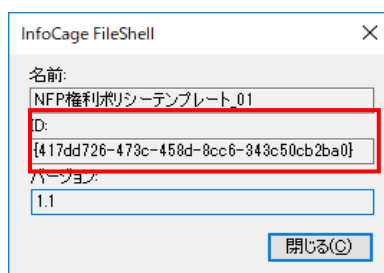 InfoCage FileShell
名前:
NFP権利ポリシーテンプレート_01
ID:
{417dd726-473c-458d-8cc6-343c50cb2ba0}
バージョン:
1.1
閉じる(C)